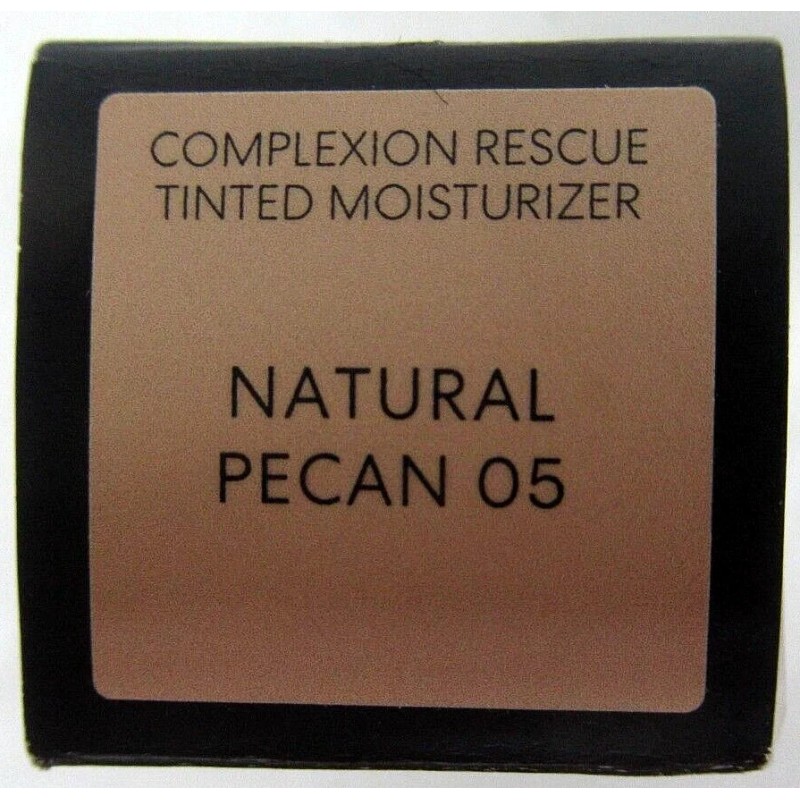 COMPLEXION RESCUE
TINTED MOISTURIZER
NATURAL
PECAN 05